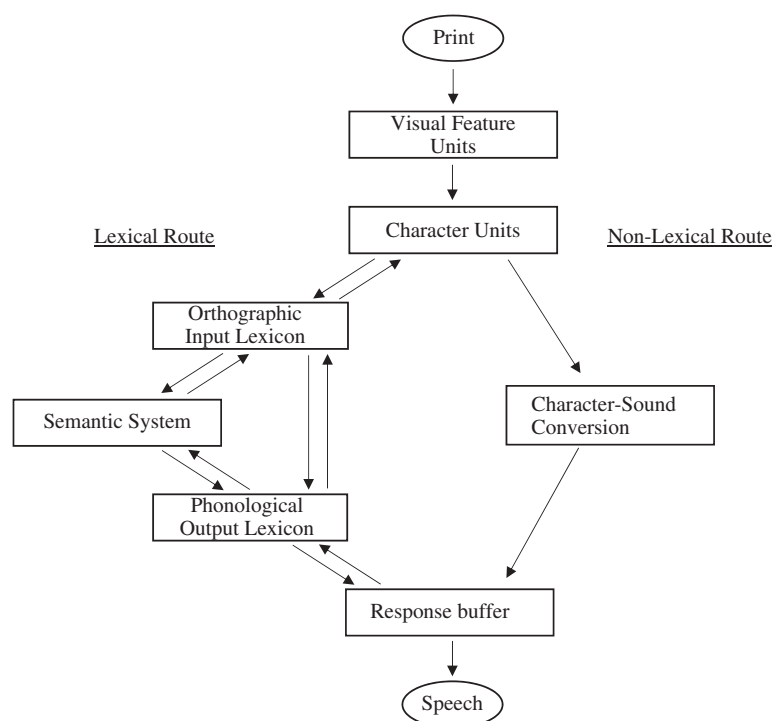 Print
Visual Feature
Units
Lexical Route
Character Units
Non-Lexical Route
Orthographic
Input Lexicon
Semantic System
Character-Sound
Conversion
Phonological
Output Lexicon
Response buffer
Speech